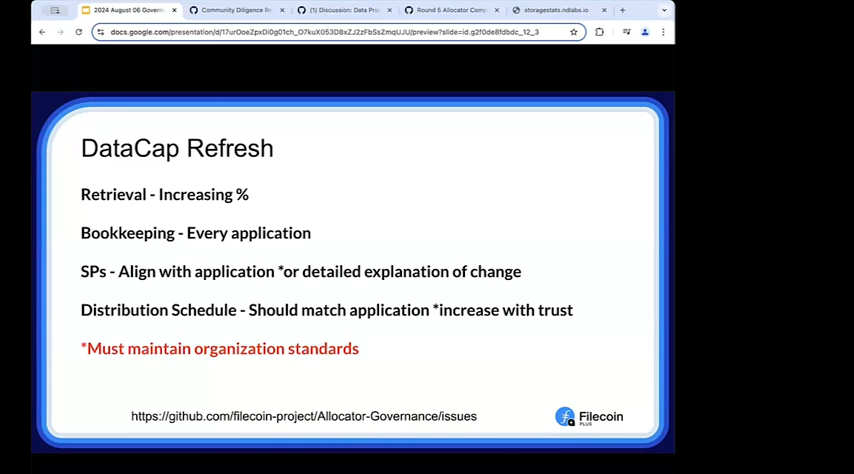 2024 August 06 Govern
Community Diligence Re
(1) Discussion: Data Pre
Round 5 Allocator Comp
storagestats.ndlabs.io
docs.google.com/presentation/d/17urOoeZpxDi0g01ch_O7kuX053D8xZJ2zFbSsZmqUJU/preview?slide=id.g2f0de8fdbdc_12_3
DataCap Refresh
Retrieval - Increasing %
Bookkeeping - Every application
SPs - Align with application *or detailed explanation of change
Distribution Schedule - Should match application *increase with trust
*Must maintain organization standards
https://github.com/filecoin-project/Allocator-Governance/issues
Filecoin
PLUS